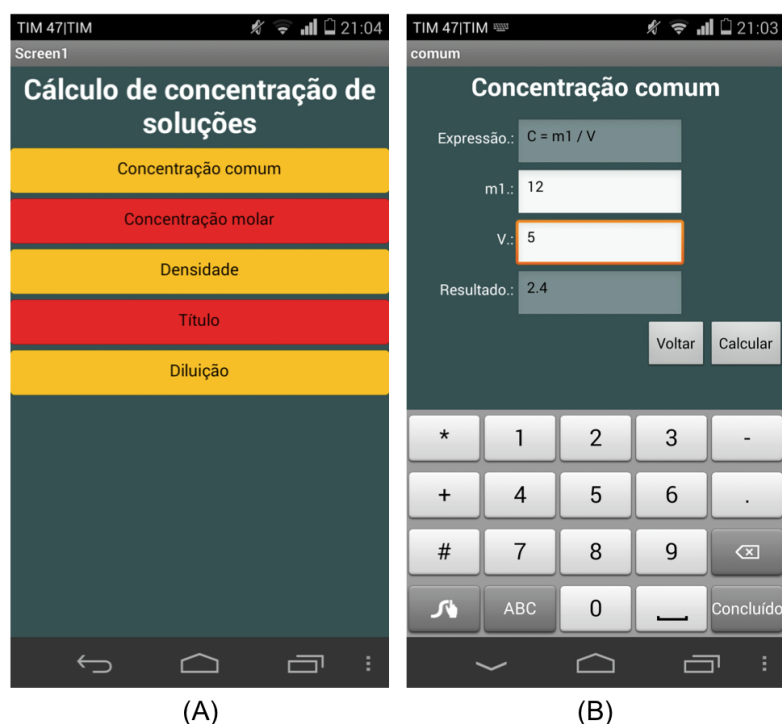 TIM 47|TIM 21:04
Screen1
Cálculo de concentração de
soluções
Concentração comum
Concentração molar
Densidade
Título
Diluição
(A)
TIM 47|TIM 21:03
comum
Concentração comum
Expressão.: C = m1 / V
m1.: 12
V.: 5
Resultado.: 2.4
Voltar Calcular
* 1 2 3 -
+ 4 5 6 .
# 7 8 9
ABC 0 Concluído
(B)